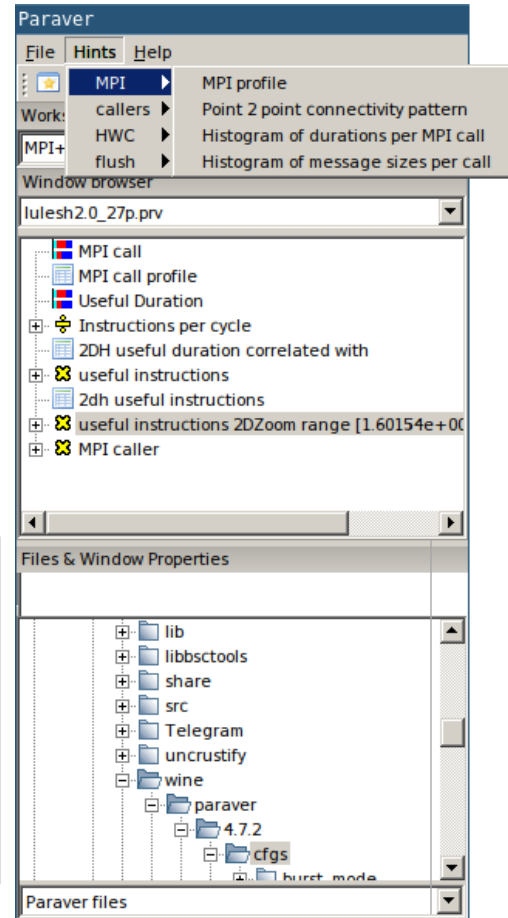 Paraver
File Hints Help
MPI MPI profile
callers Point 2 point connectivity pattern
HWC Histogram of durations per MPI call
flush Histogram of message sizes per call
Works
MPI+
Window browser
lulesh2.0_27p.prv
MPI call
MPI call profile
Useful Duration
Instructions per cycle
2DH useful duration correlated with
useful instructions
2dh useful instructions
useful instructions 2DZoom range [1.60154e+00
MPI caller
Files & Window Properties
lib
libbsctools
share
src
Telegram
uncrustify
wine
paraver
4.7.2
cfgs
burst_mode
Paraver files